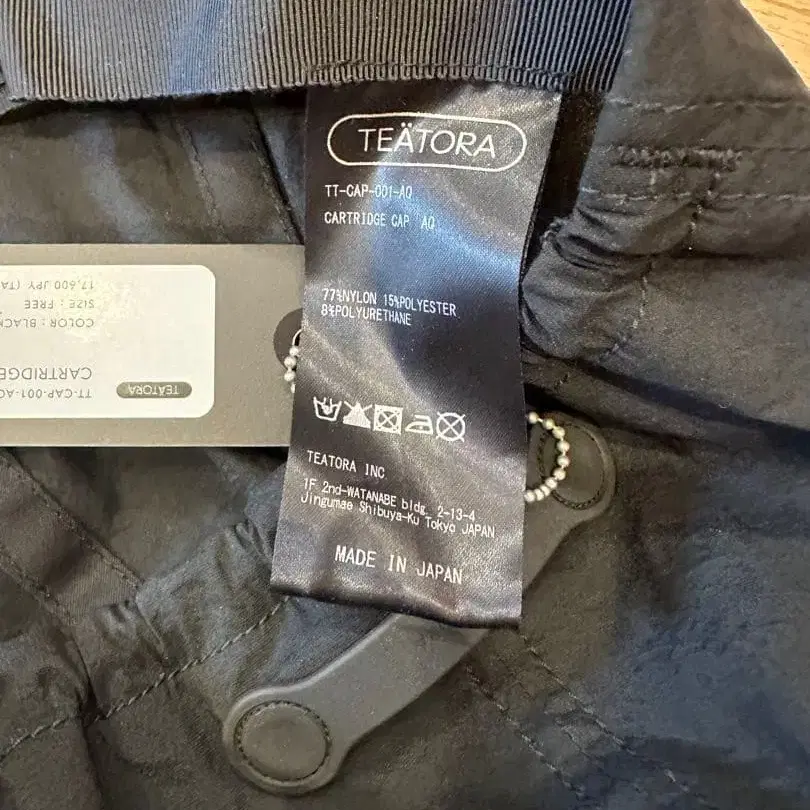 TEÄTORA
TT-CAP-001-AQ
CARTRIDGE CAP AQ
77%NYLON 15%POLYESTER
8%POLYURETHANE
TEATORA INC
1F 2nd-WATANABE bldg. 2-13-4
Jingumae Shibuya-Ku Tokyo JAPAN
MADE IN JAPAN
TEÄTORA
TT-CAP-001-AQ
CARTRIDGE
COLOR : BLACK
SIZE : FREE
17,600 JPY (TA